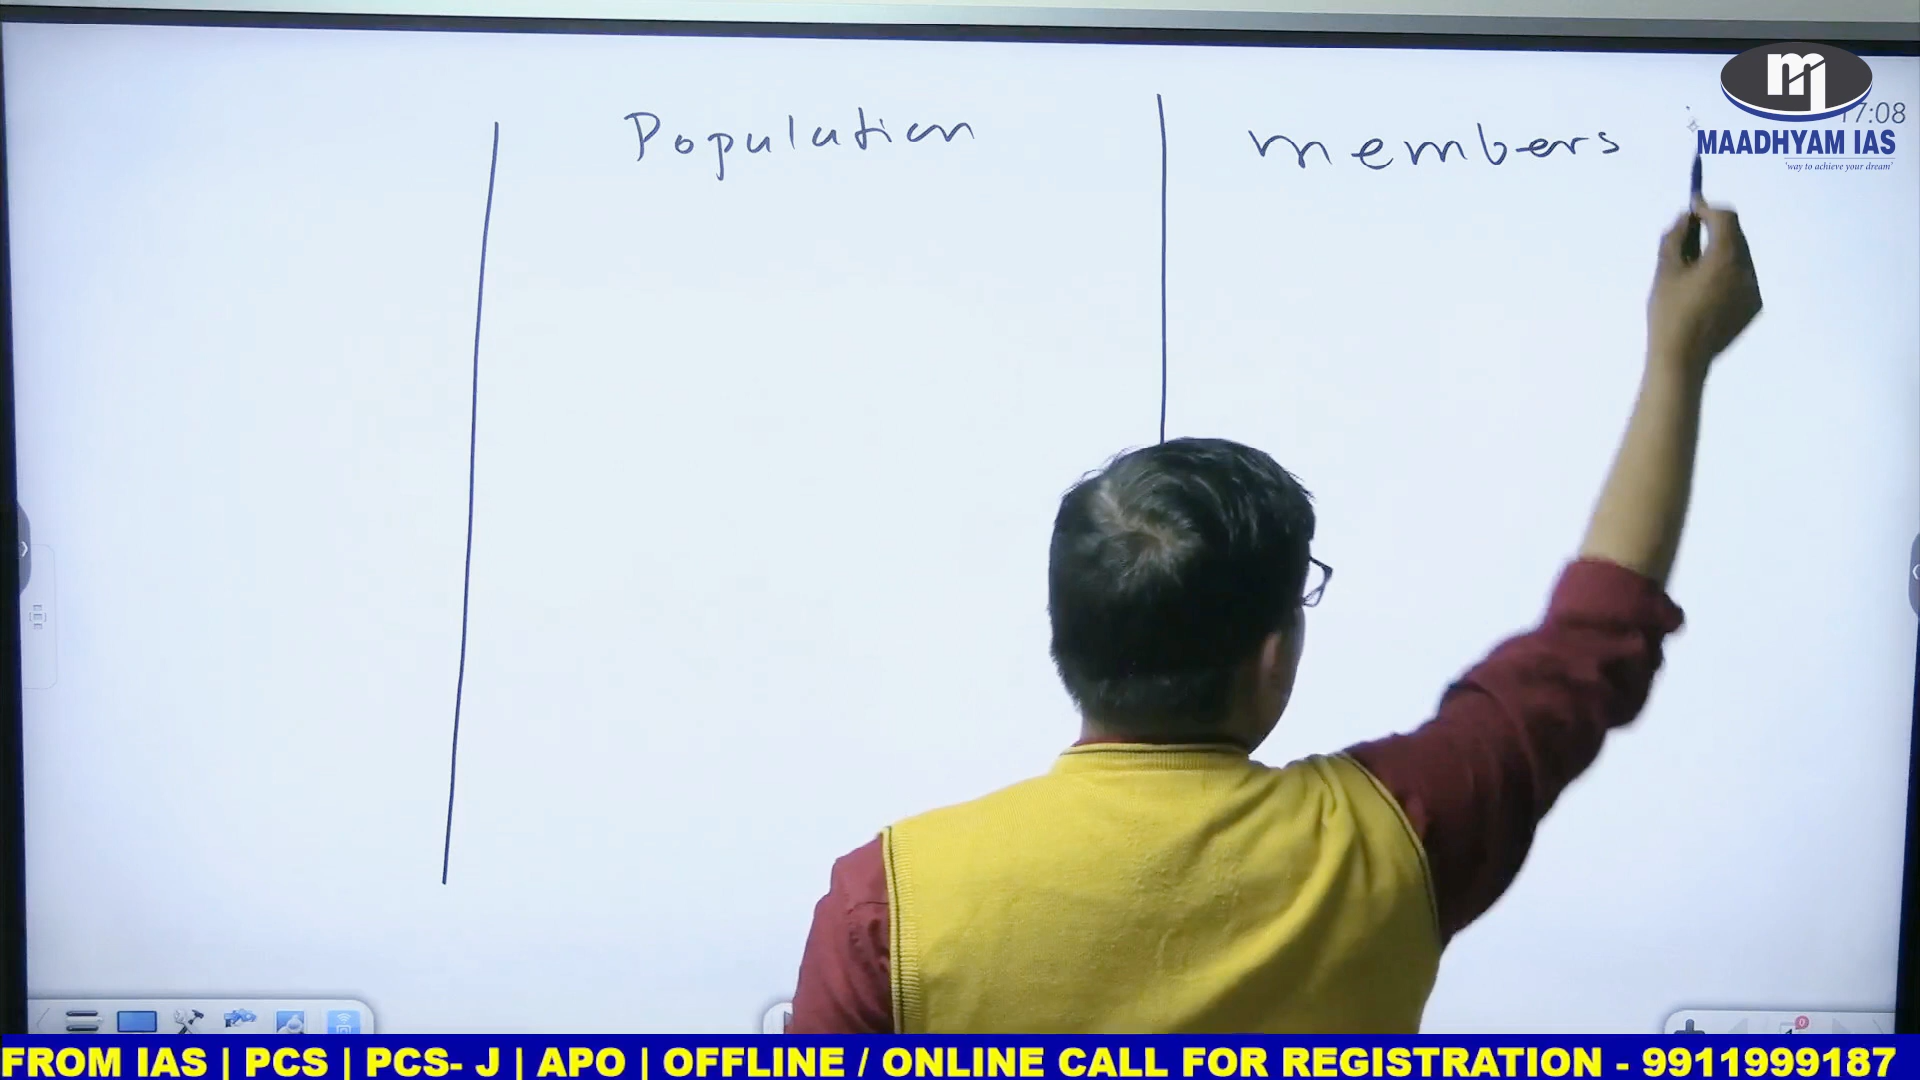 Population members
17:08
m
MAADHYAM IAS
'way to achieve your dream'
0
FROM IAS | PCS | PCS- J | APO | OFFLINE / ONLINE CALL FOR REGISTRATION - 9911999187